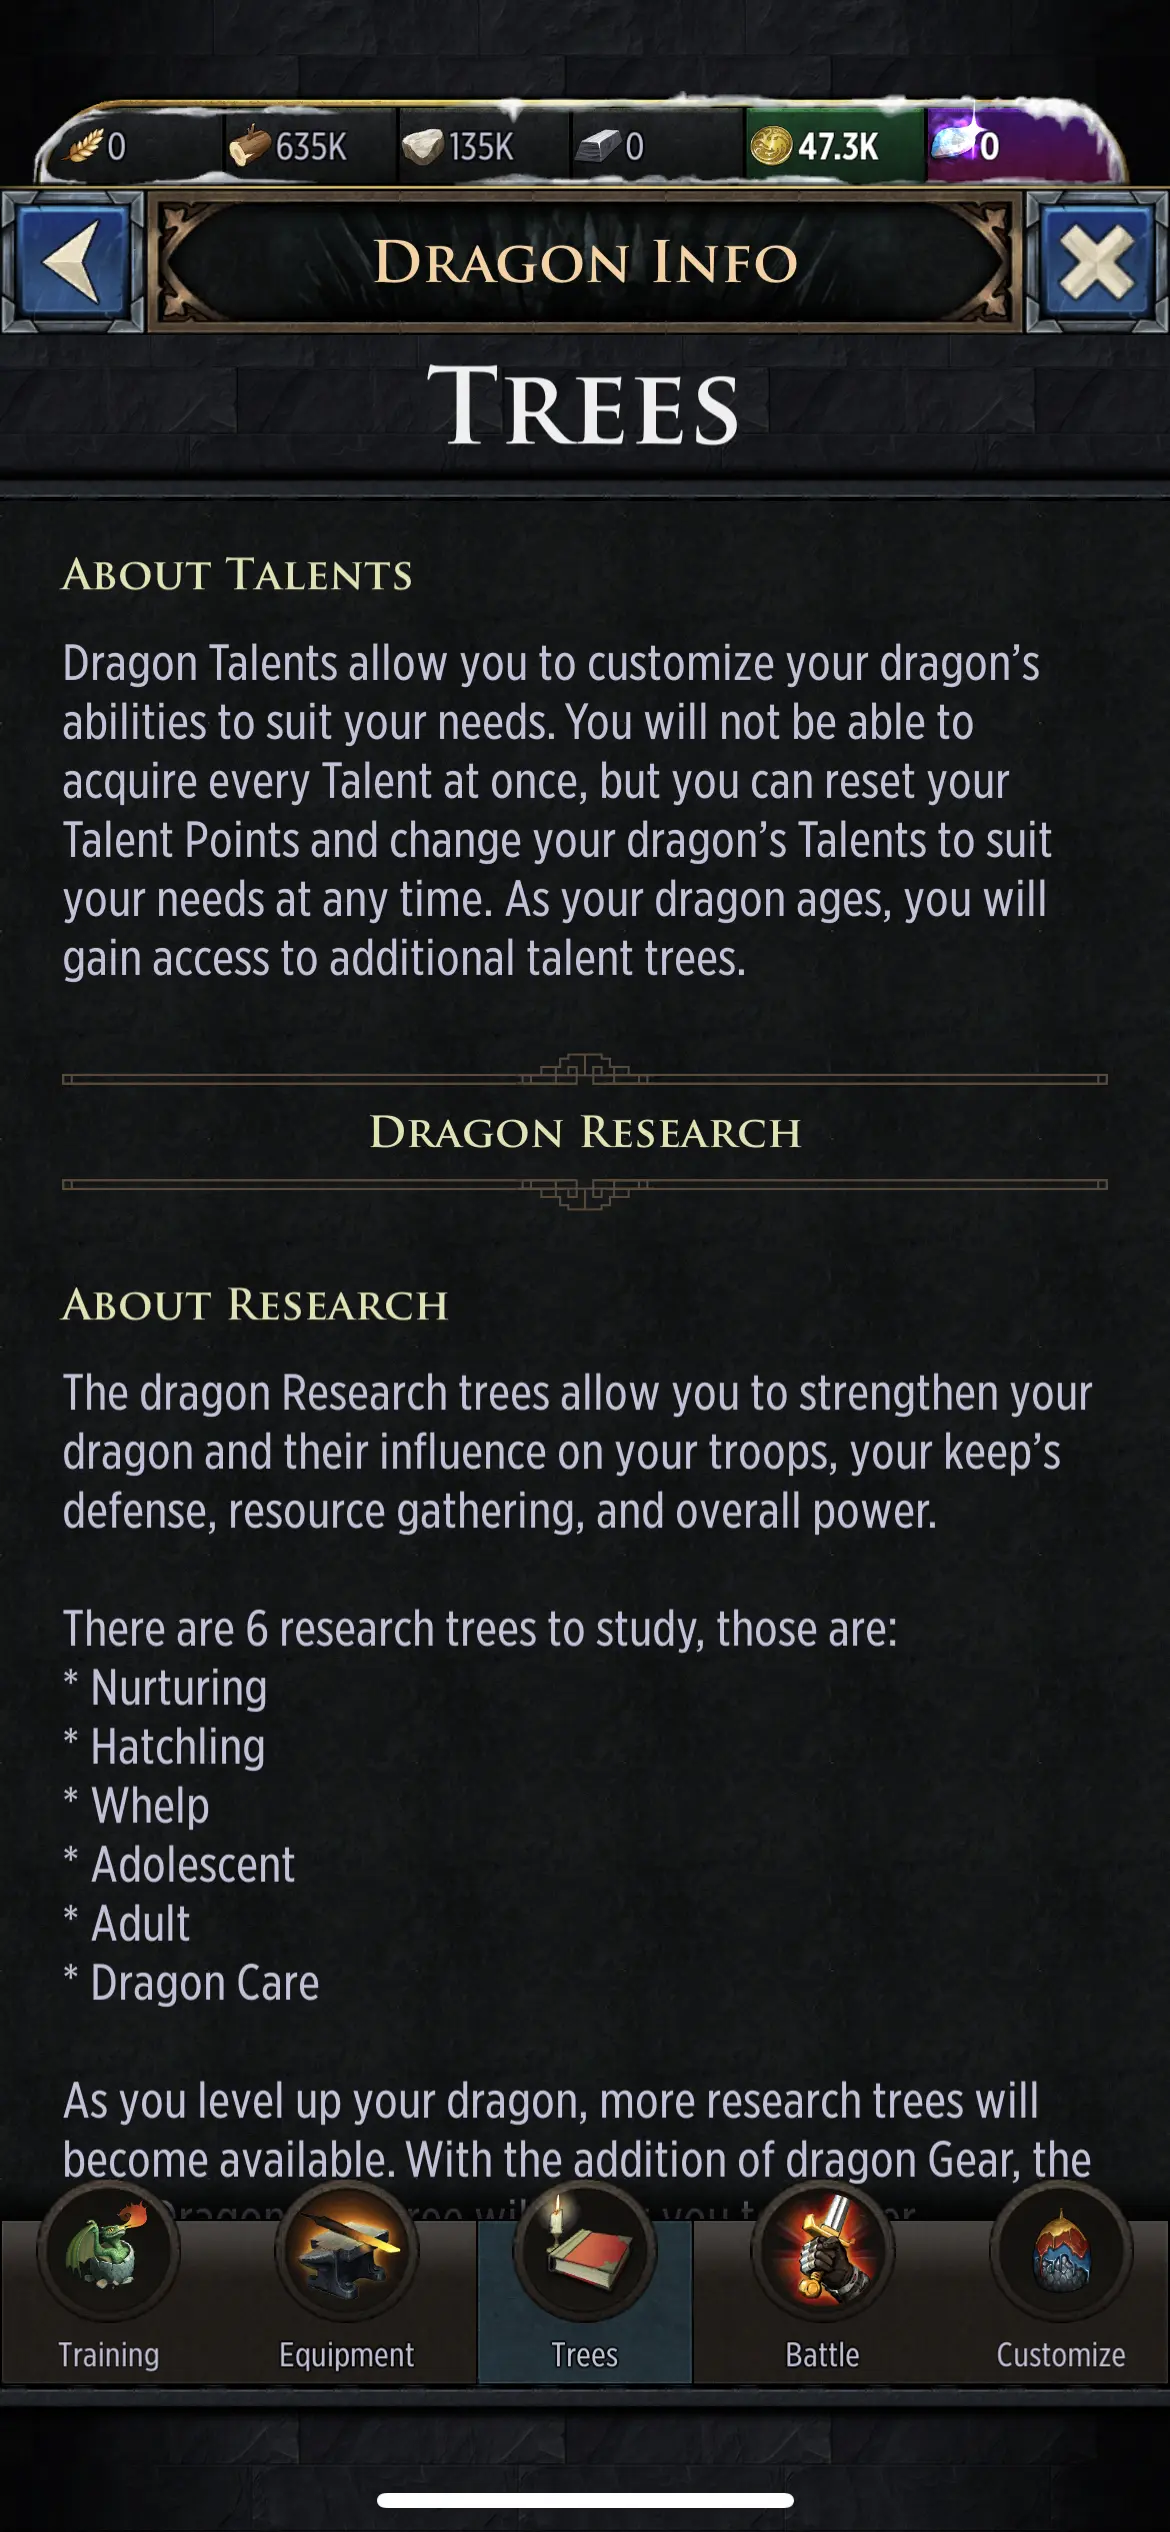 0 635K 135K 0 47.3K 0
Dragon Info
Trees
About Talents
Dragon Talents allow you to customize your dragon’s
abilities to suit your needs. You will not be able to
acquire every Talent at once, but you can reset your
Talent Points and change your dragon’s Talents to suit
your needs at any time. As your dragon ages, you will
gain access to additional talent trees.
Dragon Research
About Research
The dragon Research trees allow you to strengthen your
dragon and their influence on your troops, your keep’s
defense, resource gathering, and overall power.
There are 6 research trees to study, those are:
* Nurturing
* Hatchling
* Whelp
* Adolescent
* Adult
* Dragon Care
As you level up your dragon, more research trees will
become available. With the addition of dragon Gear, the
Training Equipment Trees Battle Customize